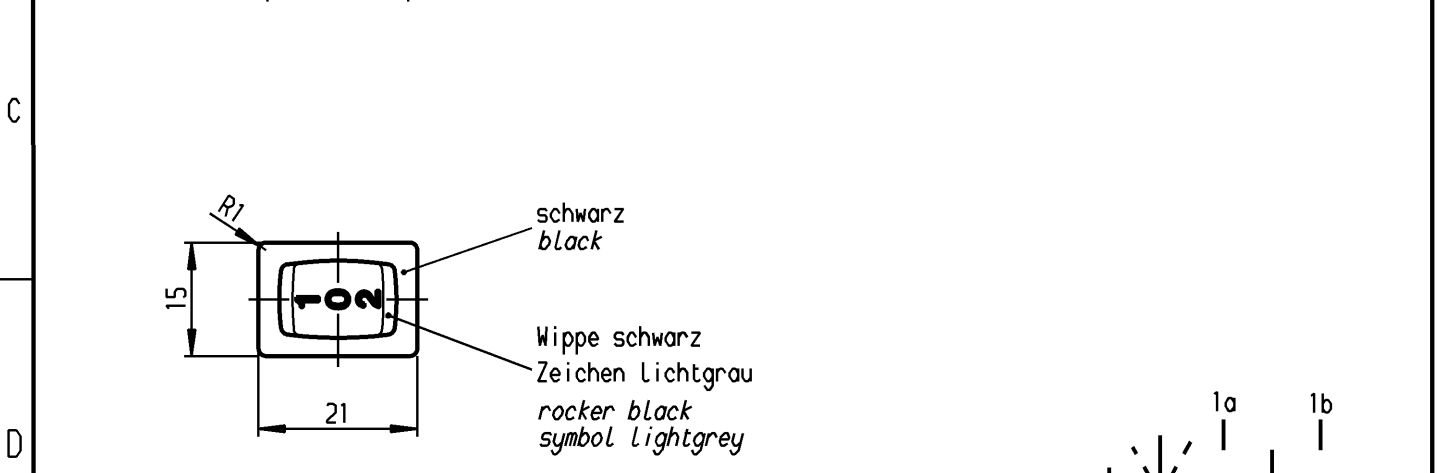 C
R1
schwarz
black
15
1 0 2
Wippe schwarz
Zeichen lichtgrau
rocker black
symbol lightgrey
21
1a 1b
D